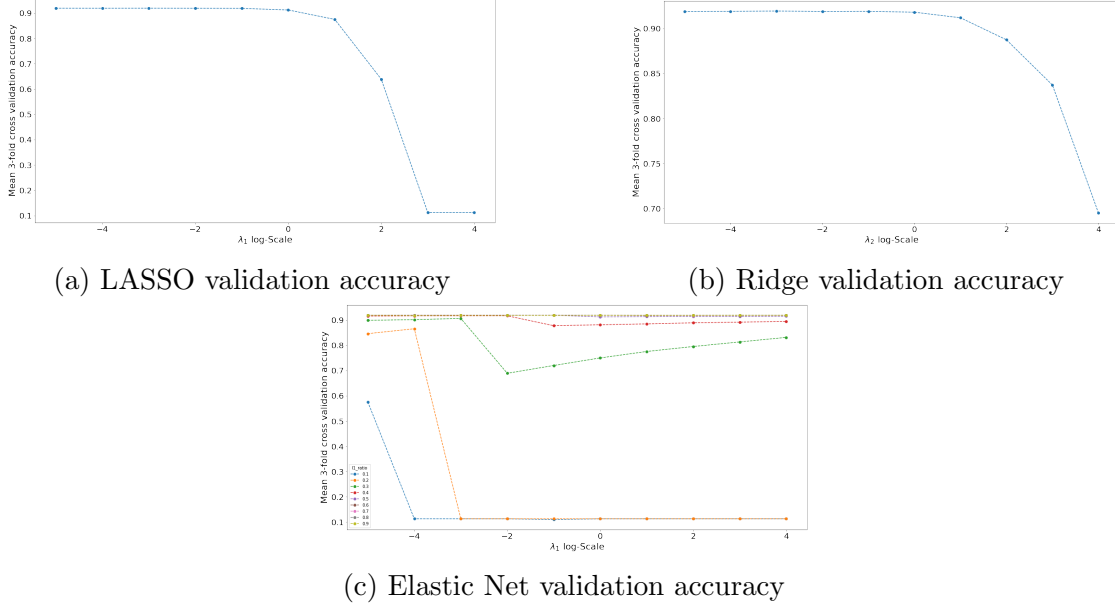 Mean 3-fold cross validation accuracy
0.9
0.8
0.7
0.6
0.5
0.4
0.3
0.2
0.1
−4 −2 0 2 4
λ1 log-Scale
(a) LASSO validation accuracy
Mean 3-fold cross validation accuracy
0.90
0.85
0.80
0.75
0.70
−4 −2 0 2 4
λ2 log-Scale
(b) Ridge validation accuracy
Mean 3-fold cross validation accuracy
0.9
0.8
0.7
0.6
0.5
0.4
0.3
0.2
0.1
l1_ratio
0.1
0.2
0.3
0.4
0.5
0.6
0.7
0.8
0.9
−4 −2 0 2 4
λ1 log-Scale
(c) Elastic Net validation accuracy